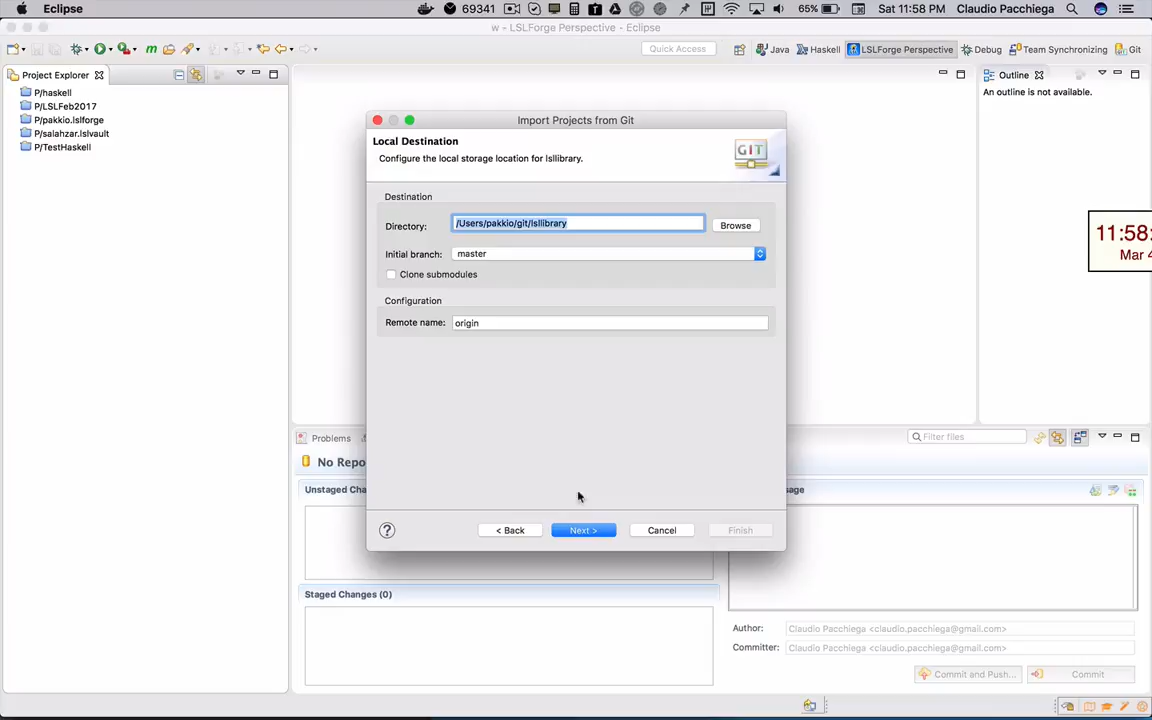 Eclipse
69341
65%
Sat 11:58 PM
Claudio Pacchiega
w - LSLForge Perspective - Eclipse
Quick Access
Java
Haskell
LSLForge Perspective
Debug
Team Synchronizing
Git
Project Explorer
P/haskell
P/LSLFeb2017
P/pakkio.lslforge
P/salahzar.lslvault
P/TestHaskell
Outline
An outline is not available.
Import Projects from Git
Local Destination
Configure the local storage location for lsllibrary.
GIT
Destination
Directory:
/Users/pakkio/git/lsllibrary
Browse
Initial branch:
master
Clone submodules
Configuration
Remote name:
origin
?
< Back
Next >
Cancel
Finish
11:58:
Mar 4
Problems
Filter files
No Repo
Unstaged Cha
sage
Staged Changes (0)
Author:
Claudio Pacchiega <claudio.pacchiega@gmail.com>
Committer:
Claudio Pacchiega <claudio.pacchiega@gmail.com>
Commit and Push...
Commit